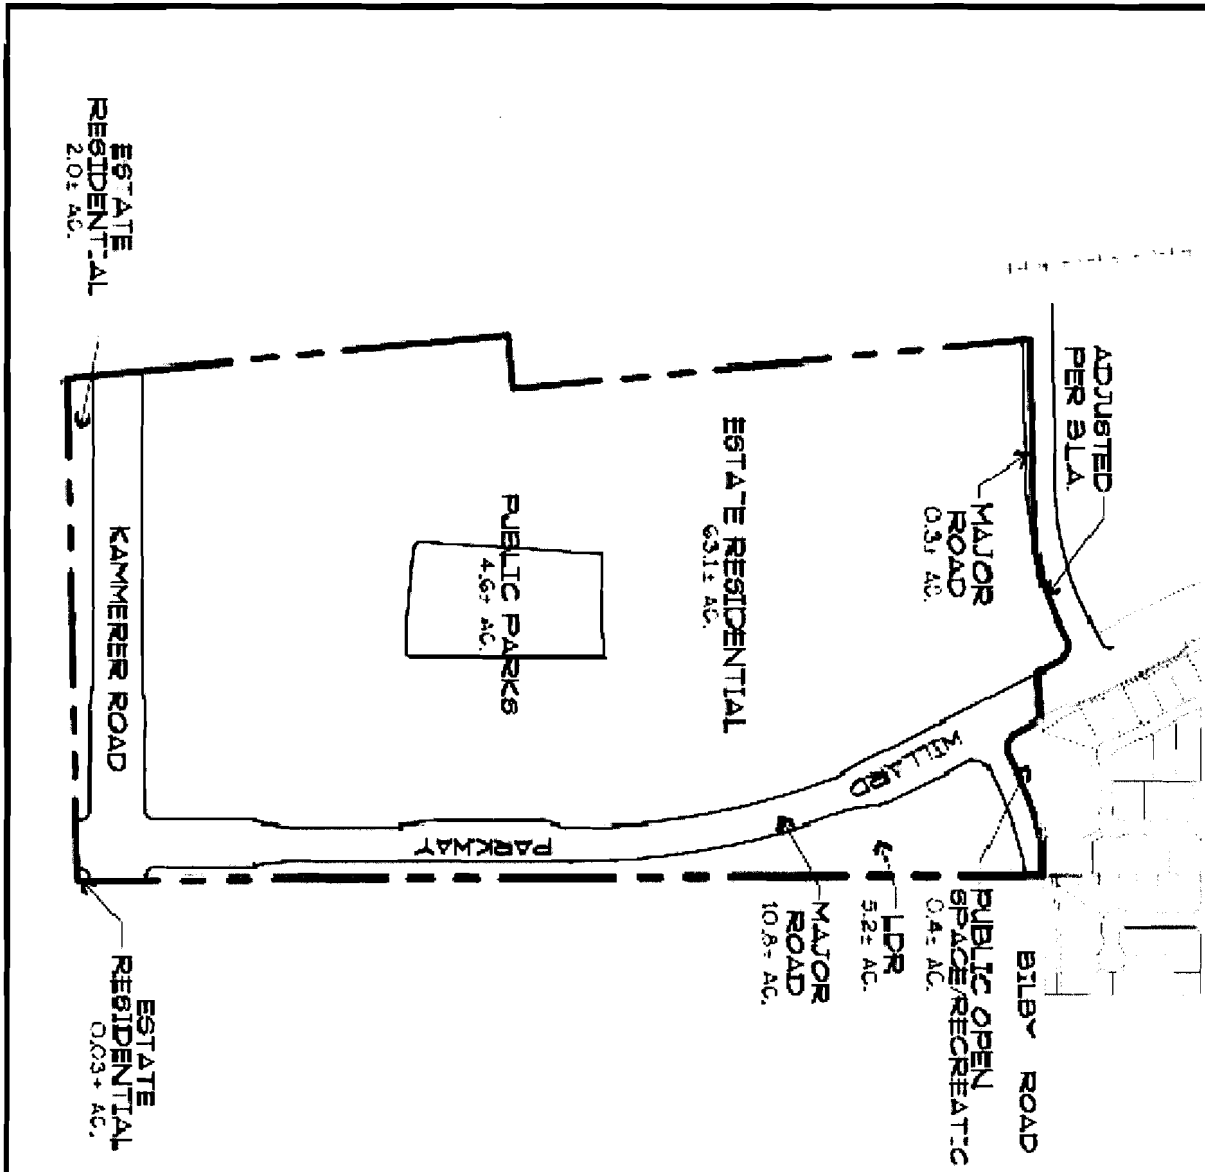 ESTATE
RESIDENTIAL
2.0± AC.
ADJUSTED
PER BLA.
MAJOR
ROAD
0.3± AC.
ESTATE RESIDENTIAL
63.1± AC.
PUBLIC PARKS
4.6± AC.
KAMMERER ROAD
WILLARD
PARKWAY
BILBY ROAD
PUBLIC OPEN
SPACE/RECREATIO
0.4± AC.
LDR
5.2± AC.
MAJOR
ROAD
10.8± AC.
ESTATE
RESIDENTIAL
0.03± AC.